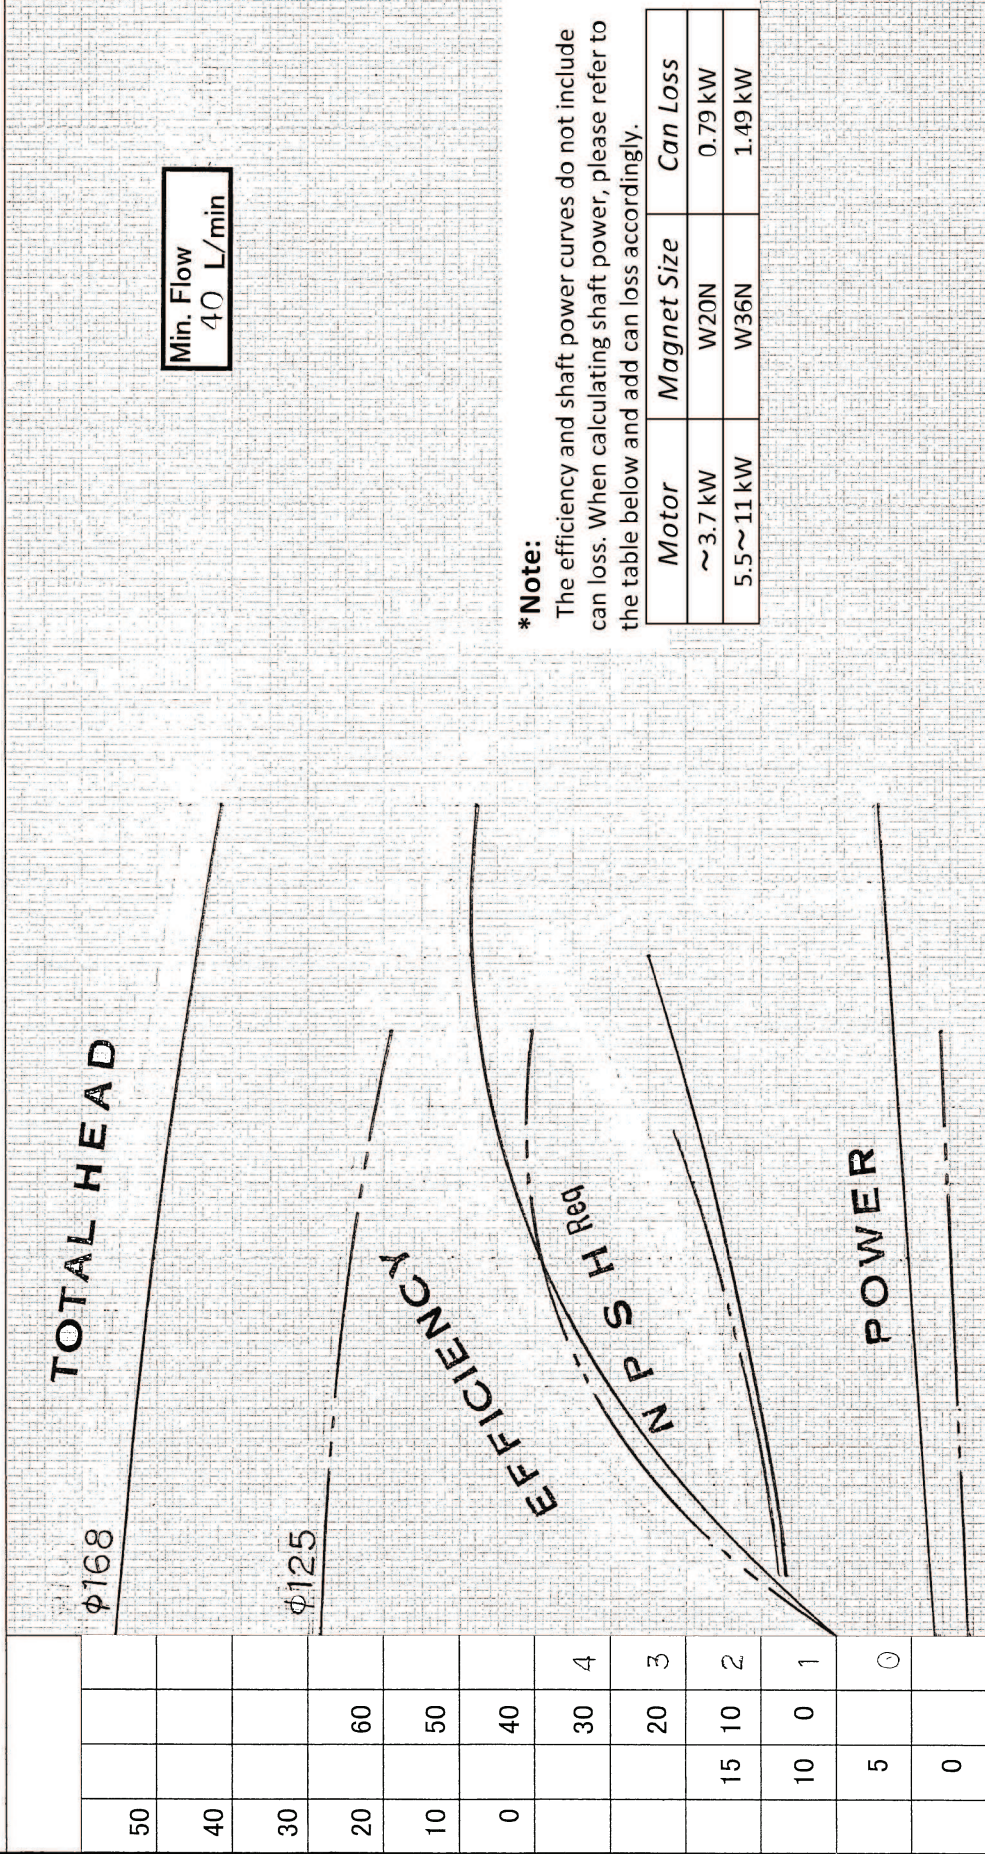 Min. Flow
40 L/min
TOTAL HEAD
φ168
φ125
EFFICIENCY
NPSH Req
POWER
*Note:
The efficiency and shaft power curves do not include
can loss. When calculating shaft power, please refer to
the table below and add can loss accordingly.
Motor Magnet Size Can Loss
~3.7 kW W20N 0.79 kW
5.5~11 kW W36N 1.49 kW
50
40
30
20
10
0
60
50
40
30
20
10
0
15
10
5
0
4
3
2
1
0